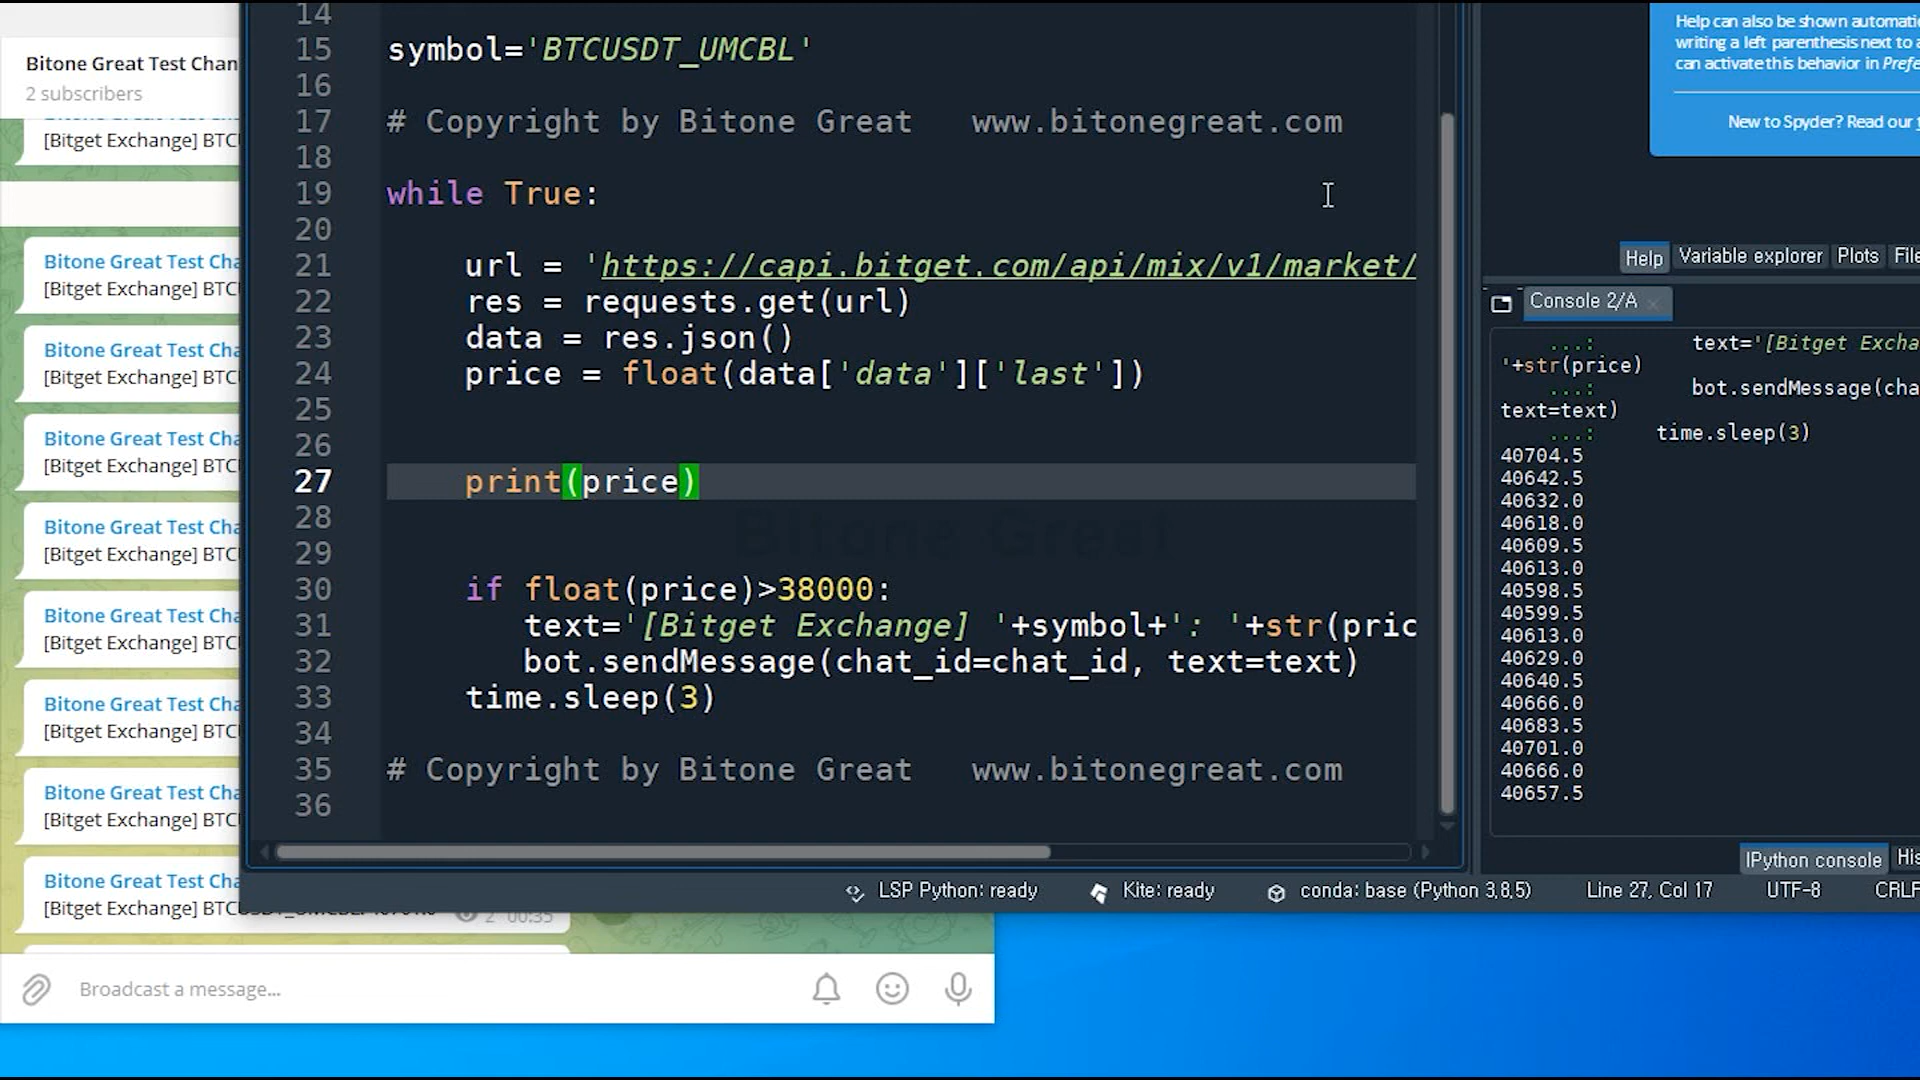 Bitone Great Test Chan
2 subscribers
[Bitget Exchange] BTC
Bitone Great Test Cha
[Bitget Exchange] BTC
Bitone Great Test Cha
[Bitget Exchange] BTC
Bitone Great Test Cha
[Bitget Exchange] BTC
Bitone Great Test Cha
[Bitget Exchange] BTC
Bitone Great Test Cha
[Bitget Exchange] BTC
Bitone Great Test Cha
[Bitget Exchange] BTC
Bitone Great Test Cha
[Bitget Exchange] BTC
Bitone Great Test Cha
[Bitget Exchange] BTC
2 00:35
Broadcast a message...
14
15 symbol='BTCUSDT_UMCBL'
16
17 # Copyright by Bitone Great   www.bitonegreat.com
18
19 while True:
20
21     url = 'https://capi.bitget.com/api/mix/v1/market/
22     res = requests.get(url)
23     data = res.json()
24     price = float(data['data']['last'])
25
26
27     print(price)
28
Bitone Great
29
30     if float(price)>38000:
31        text='[Bitget Exchange] '+symbol+': '+str(pric
32        bot.sendMessage(chat_id=chat_id, text=text)
33     time.sleep(3)
34
35 # Copyright by Bitone Great   www.bitonegreat.com
36
Help can also be shown automatic
writing a left parenthesis next to a
can activate this behavior in Prefe
New to Spyder? Read our
Help Variable explorer Plots File
Console 2/A
...: text='[Bitget Excha
'+str(price)
...: bot.sendMessage(cha
text=text)
...: time.sleep(3)
40704.5
40642.5
40632.0
40618.0
40609.5
40613.0
40598.5
40599.5
40613.0
40629.0
40640.5
40666.0
40683.5
40701.0
40666.0
40657.5
IPython console His
LSP Python: ready Kite: ready conda: base (Python 3.8.5) Line 27, Col 17 UTF-8 CRLF